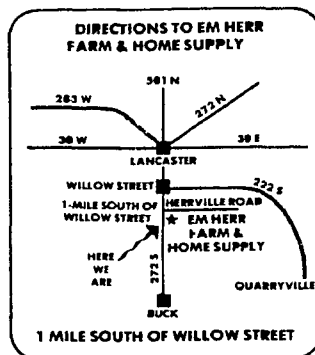 DIRECTIONS TO EM HERR
FARM & HOME SUPPLY
501 N
283 W
272 N
30 W
30 E
LANCASTER
WILLOW STREET
222 S
1-MILE SOUTH OF
WILLOW STREET
HERRVILLE ROAD
★ EM HERR
FARM &
HOME SUPPLY
HERE
WE
ARE
272 S
QUARRYVILLE
BUCK
1 MILE SOUTH OF WILLOW STREET